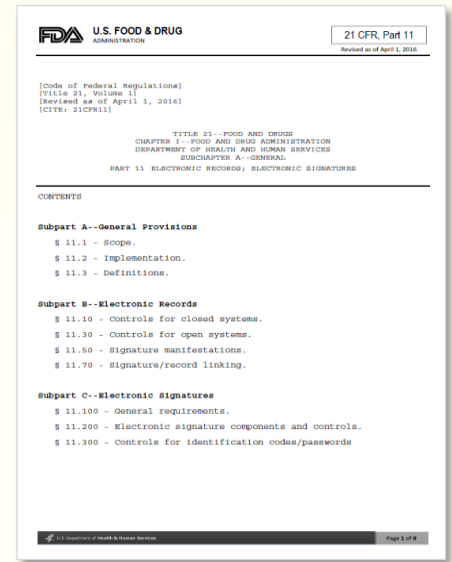 FDA U.S. FOOD & DRUG
ADMINISTRATION
21 CFR, Part 11
Revised as of April 1, 2016
[Code of Federal Regulations]
[Title 21, Volume 1]
[Revised as of April 1, 2016]
[CITE: 21CFR11]
TITLE 21--FOOD AND DRUGS
CHAPTER I--FOOD AND DRUG ADMINISTRATION
DEPARTMENT OF HEALTH AND HUMAN SERVICES
SUBCHAPTER A--GENERAL
PART 11 ELECTRONIC RECORDS; ELECTRONIC SIGNATURES
CONTENTS
Subpart A--General Provisions
§ 11.1 - Scope.
§ 11.2 - Implementation.
§ 11.3 - Definitions.
Subpart B--Electronic Records
§ 11.10 - Controls for closed systems.
§ 11.30 - Controls for open systems.
§ 11.50 - Signature manifestations.
§ 11.70 - Signature/record linking.
Subpart C--Electronic Signatures
§ 11.100 - General requirements.
§ 11.200 - Electronic signature components and controls.
§ 11.300 - Controls for identification codes/passwords
U.S. Department of Health & Human Services
Page 1 of 9